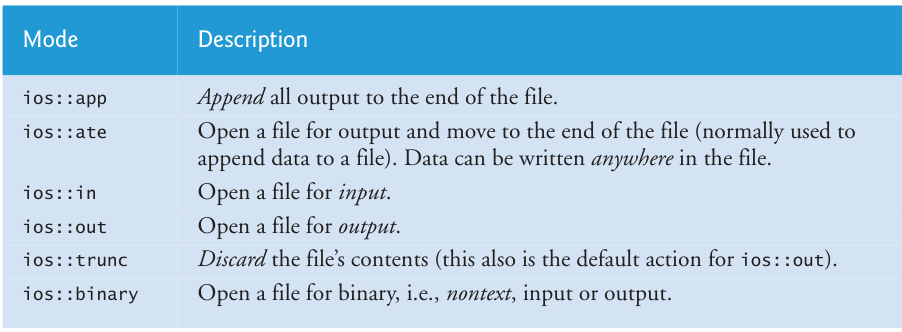 Mode Description
ios::app Append all output to the end of the file.
ios::ate Open a file for output and move to the end of the file (normally used to
append data to a file). Data can be written anywhere in the file.
ios::in Open a file for input.
ios::out Open a file for output.
ios::trunc Discard the file’s contents (this also is the default action for ios::out).
ios::binary Open a file for binary, i.e., nontext, input or output.